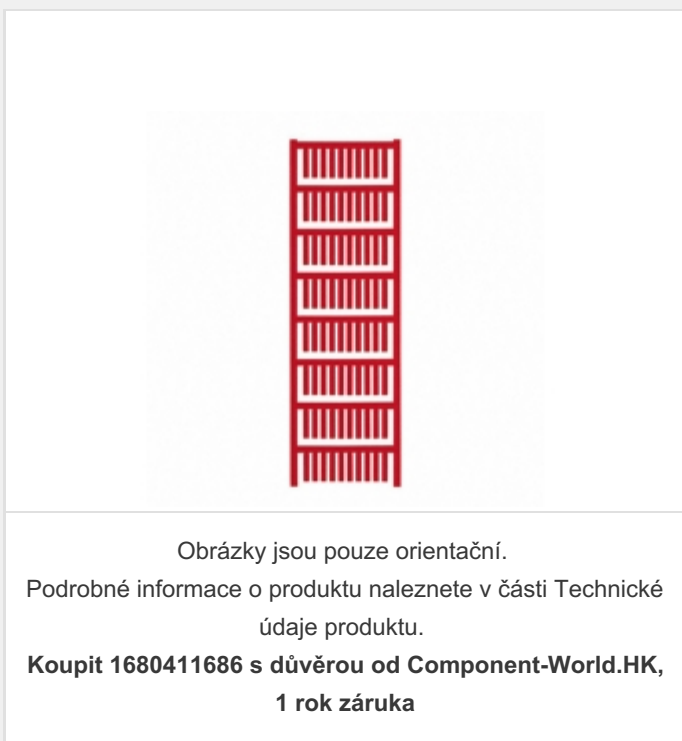 Obrázky jsou pouze orientační.
Podrobné informace o produktu naleznete v části Technické
údaje produktu.
Koupit 1680411686 s důvěrou od Component-World.HK,
1 rok záruka